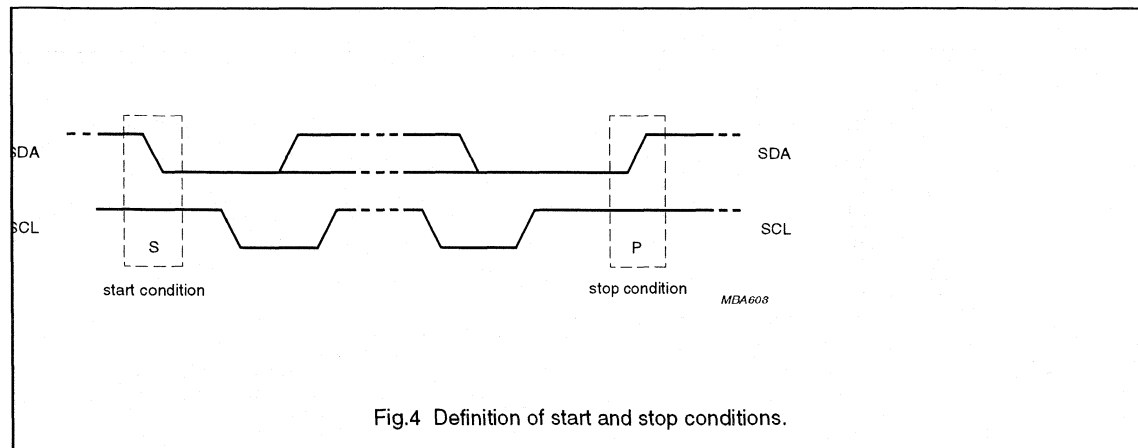 SDA
SDA
SCL
SCL
S
P
start condition
stop condition
MBA608
Fig.4 Definition of start and stop conditions.